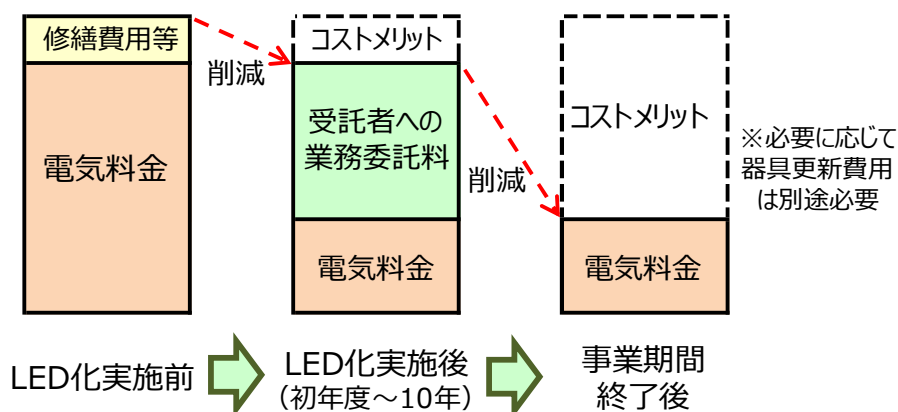 修繕費用等
電気料金
削減
コストメリット
受託者への
業務委託料
電気料金
削減
コストメリット
電気料金
※必要に応じて
器具更新費用
は別途必要
LED化実施前
LED化実施後
（初年度～10年）
事業期間
終了後